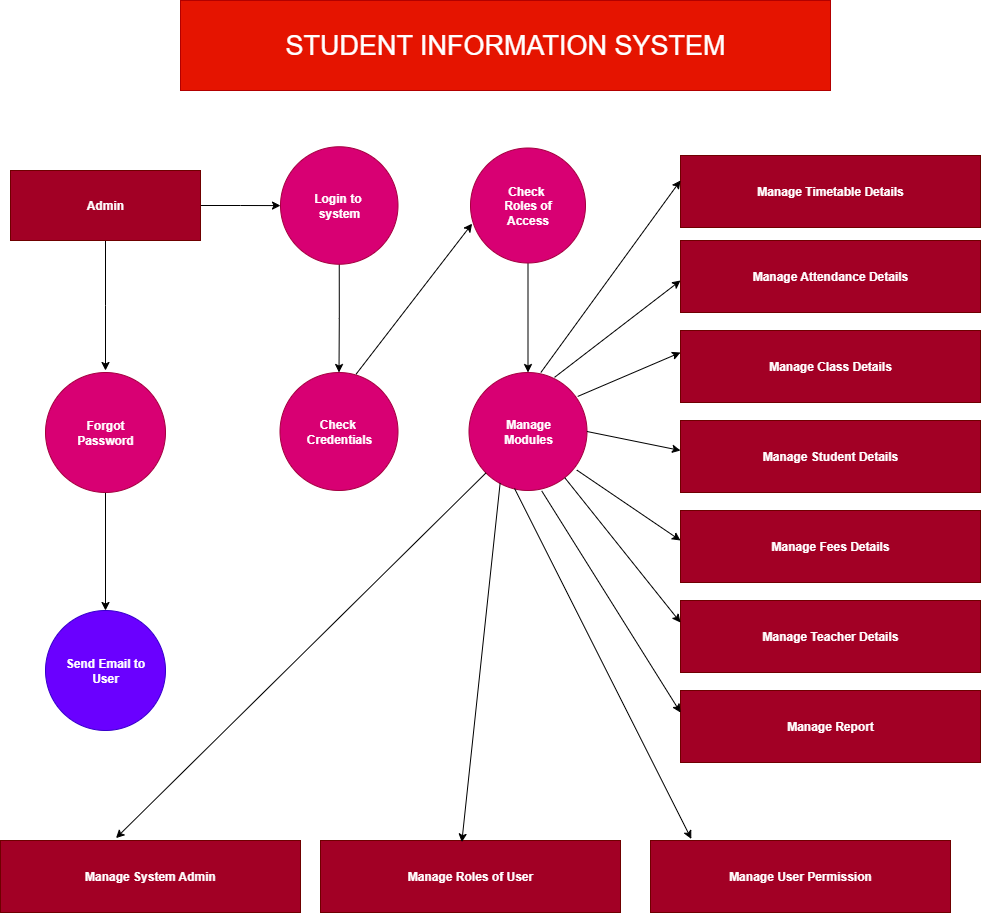 STUDENT INFORMATION SYSTEM
Admin
Login to
system
Check
Roles of
Access
Manage Timetable Details
Manage Attendance Details
Manage Class Details
Forgot
Password
Check
Credentials
Manage
Modules
Manage Student Details
Manage Fees Details
Manage Teacher Details
Send Email to
User
Manage Report
Manage System Admin
Manage Roles of User
Manage User Permission